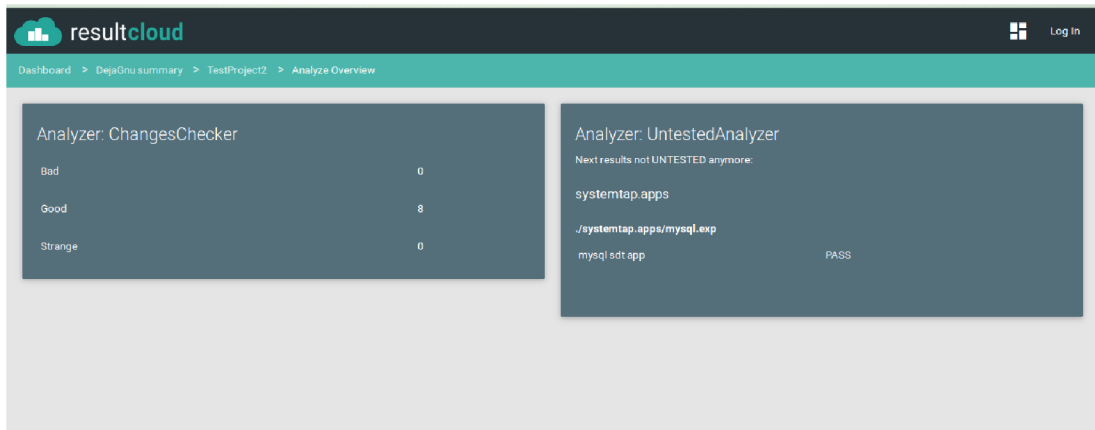 resultcloud
Log In
Dashboard > DejaGnu summary > TestProject2 > Analyze Overview
Analyzer: ChangesChecker
Bad 0
Good 8
Strange 0
Analyzer: UntestedAnalyzer
Next results not UNTESTED anymore:
systemtap.apps
./systemtap.apps/mysql.exp
mysql sdt app PASS